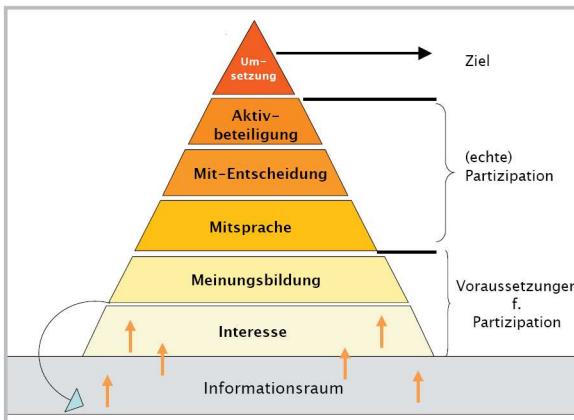 Um-
setzung
Ziel
Aktiv-
beteiligung
Mit-Entscheidung
(echte)
Partizipation
Mitsprache
Meinungsbildung
Voraussetzungen
f.
Partizipation
Interesse
Informationsraum